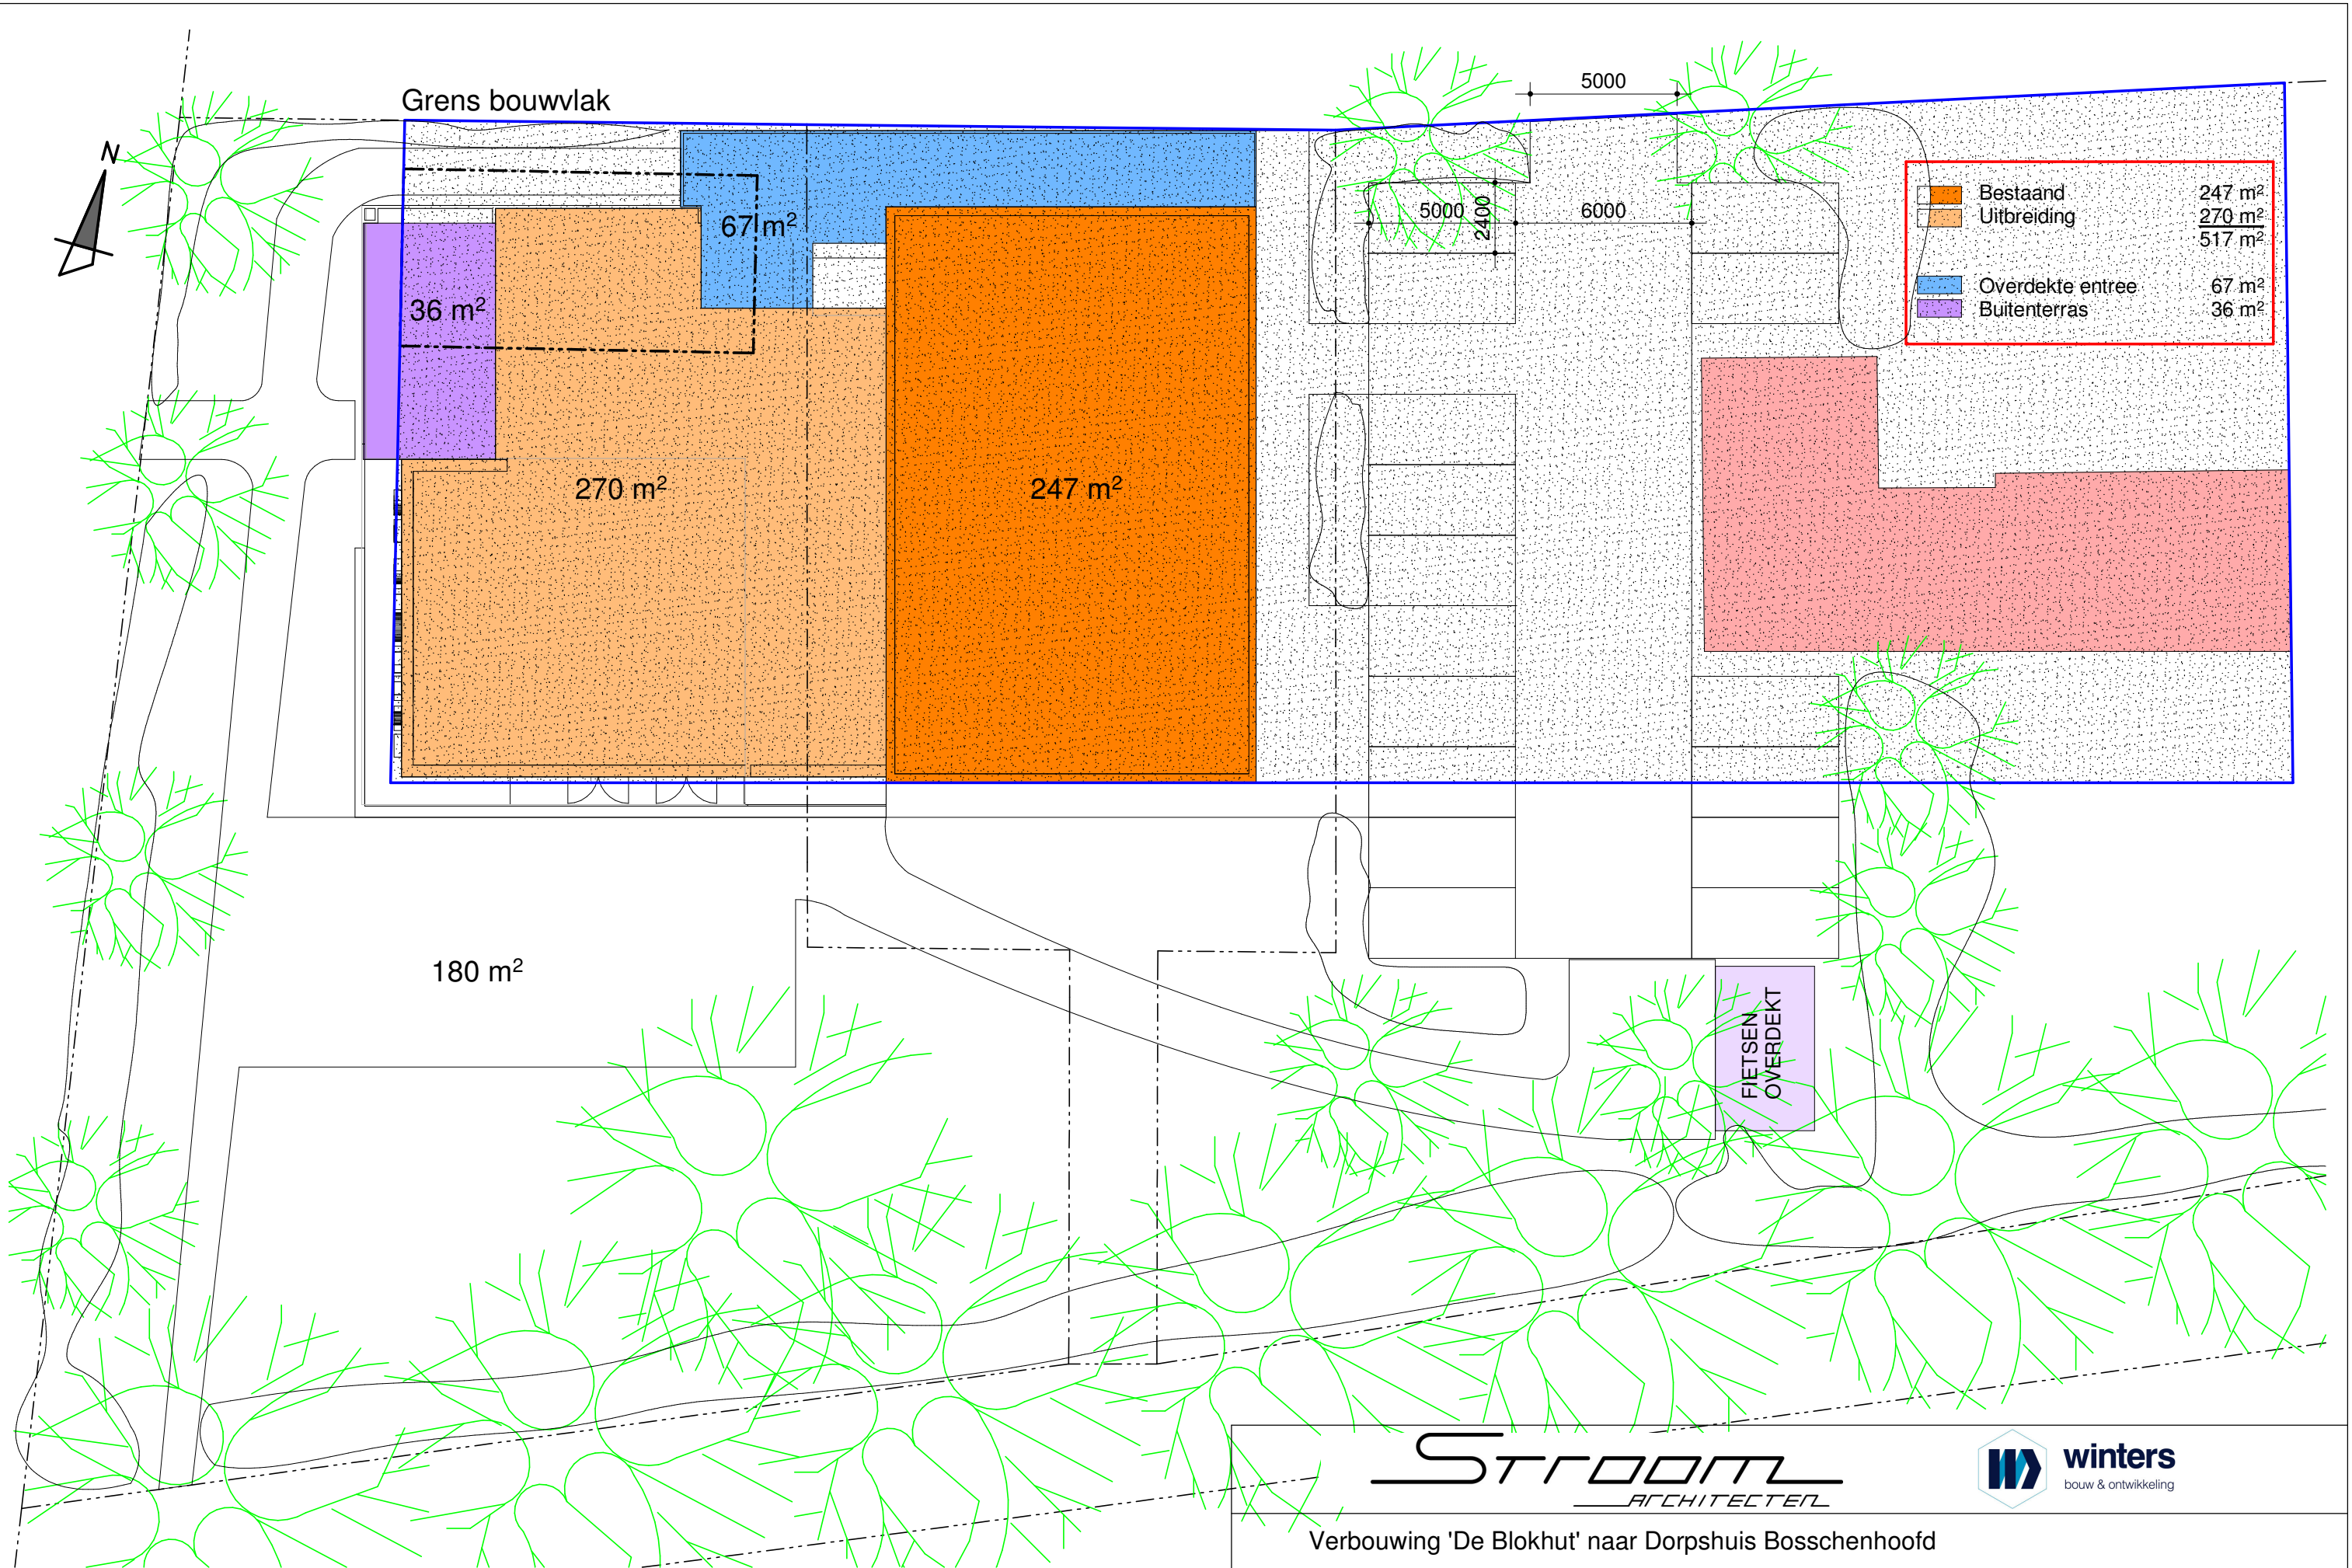 Grens bouwvlak
5000
N
Bestaand 247 m²
Uitbreiding 270 m²
517 m²
Overdekte entree 67 m²
Buitenterras 36 m²
5000
2400
6000
67 m²
36 m²
270 m²
247 m²
180 m²
FIETSEN
OVERDEKT
STROOM
ARCHITECTEN
winters
bouw & ontwikkeling
Verbouwing 'De Blokhut' naar Dorpshuis Bosschenhoofd